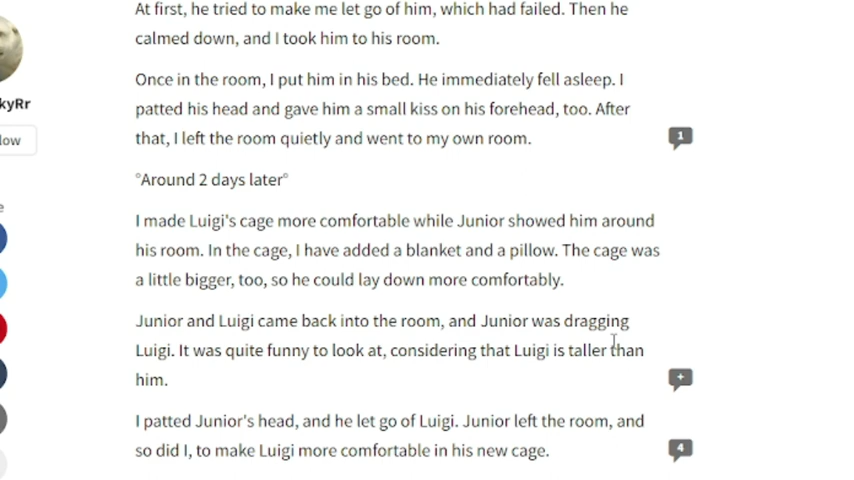 At first, he tried to make me let go of him, which had failed. Then he
calmed down, and I took him to his room.
Once in the room, I put him in his bed. He immediately fell asleep. I
patted his head and gave him a small kiss on his forehead, too. After
that, I left the room quietly and went to my own room.
1
kyRr
low
°Around 2 days later°
e
I made Luigi's cage more comfortable while Junior showed him around
his room. In the cage, I have added a blanket and a pillow. The cage was
a little bigger, too, so he could lay down more comfortably.
Junior and Luigi came back into the room, and Junior was dragging
Luigi. It was quite funny to look at, considering that Luigi is taller than
him.
+
I patted Junior's head, and he let go of Luigi. Junior left the room, and
so did I, to make Luigi more comfortable in his new cage.
4